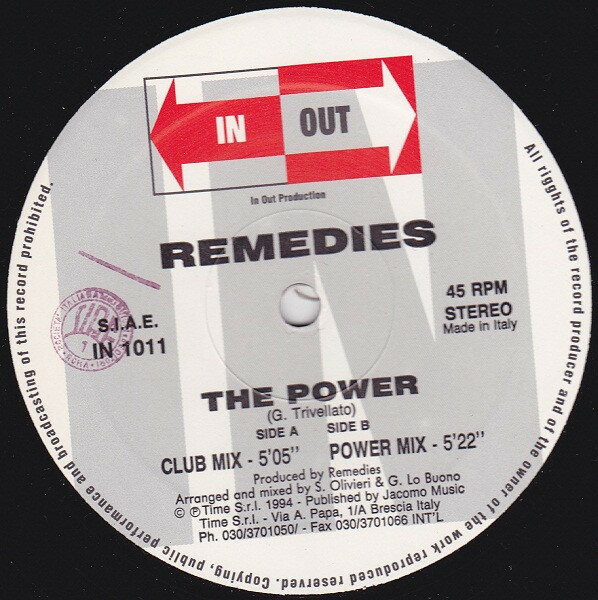 IN OUT
In Out Production
REMEDIES
S.I.A.E.
IN 1011
45 RPM
STEREO
Made in Italy
THE POWER
(G. Trivellato)
SIDE A SIDE B
CLUB MIX - 5'05" POWER MIX - 5'22"
Produced by Remedies
Arranged and mixed by S. Olivieri & G. Lo Buono
© ℗ Time S.r.l. 1994 - Published by Jacomo Music
Time S.r.l. - Via A. Papa, 1/A Brescia Italy
Ph. 030/3701050/ - Fax 030/3701066 INT'L
All rigghts of the record producer and of the owner of the work reproduced reserved. Copying, public performance and broadcasting of this record prohibited.